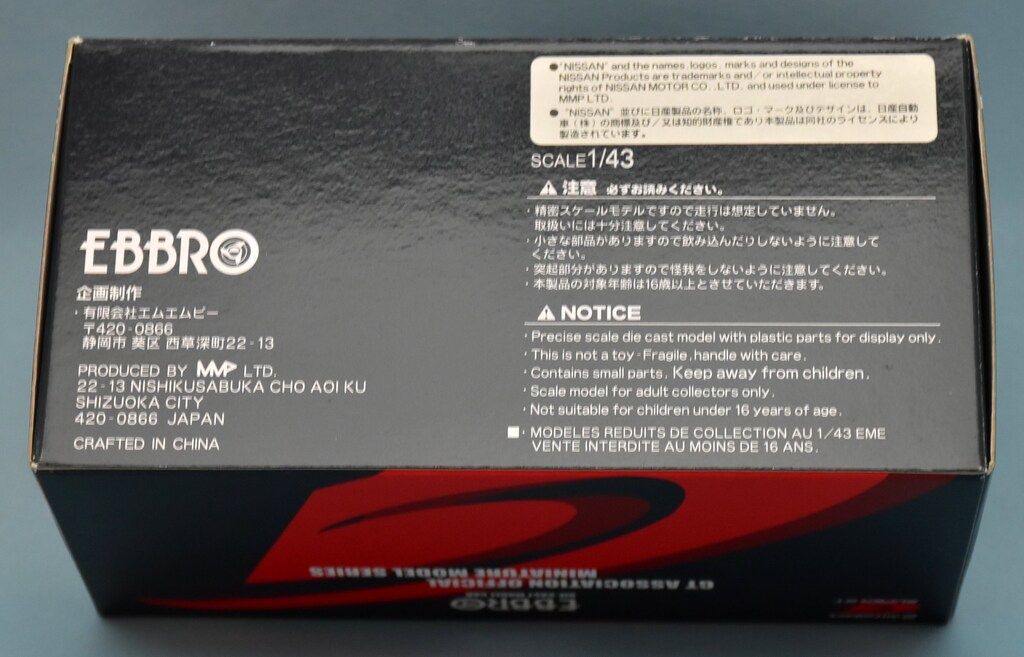 ● "NISSAN" and the names, logos, marks and designs of the
NISSAN Products are trademarks and / or intellectual property
rights of NISSAN MOTOR CO., LTD. and used under license to
MMP LTD.
● "NISSAN" 並びに日産製品の名称、ロゴ・マーク及びデザインは、日産自動
車(株)の商標及び/又は知的財産権であり本製品は同社のライセンスにより
製造されています。
SCALE 1/43
⚠ 注意 必ずお読みください。
・精密スケールモデルですので走行は想定していません。
取扱いには十分注意してください。
・小さな部品がありますので飲み込んだりしないように注意して
ください。
・突起部分がありますので怪我をしないように注意してください。
・本製品の対象年齢は16歳以上とさせていただきます。
⚠ NOTICE
・Precise scale die cast model with plastic parts for display only.
・This is not a toy - Fragile, handle with care.
・Contains small parts. Keep away from children.
・Scale model for adult collectors only.
・Not suitable for children under 16 years of age.
■・MODELES REDUITS DE COLLECTION AU 1/43 EME
VENTE INTERDITE AU MOINS DE 16 ANS.
EBBRO
企画制作
・有限会社エムエムピー
〒420-0866
静岡市 葵区 西草深町22-13
PRODUCED BY MMP LTD.
22-13 NISHIKUSABUKA CHO AOI KU
SHIZUOKA CITY
420-0866 JAPAN
CRAFTED IN CHINA
EBBRO
GT ASSOCIATION OFFICIAL
MINIATURE MODEL SERIES